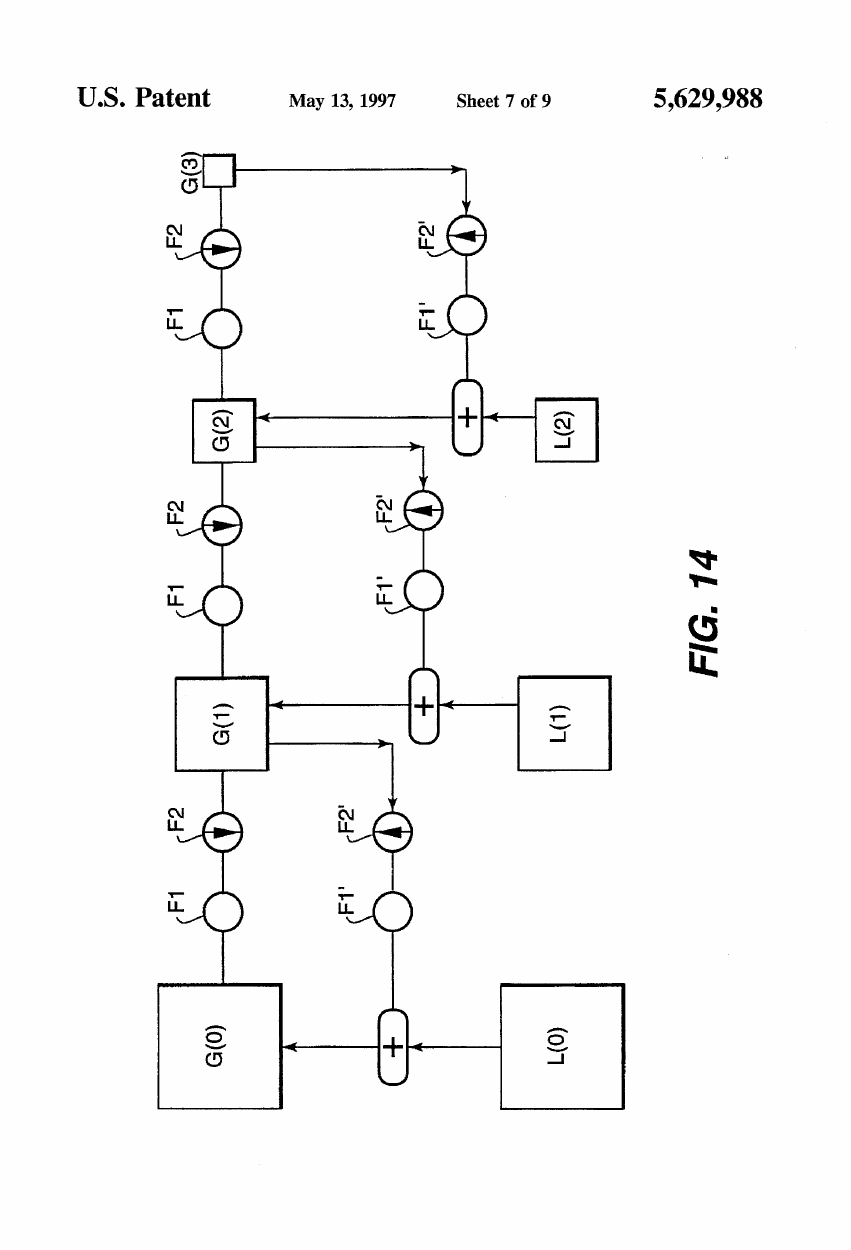 U.S. Patent May 13, 1997 Sheet 7 of 9 5,629,988
G(3)
F2
F2'
F1
F1'
G(2)
+
L(2)
F2
F2'
F1
F1'
G(1)
+
L(1)
F2
F2'
F1
F1'
G(0)
+
L(0)
FIG. 14